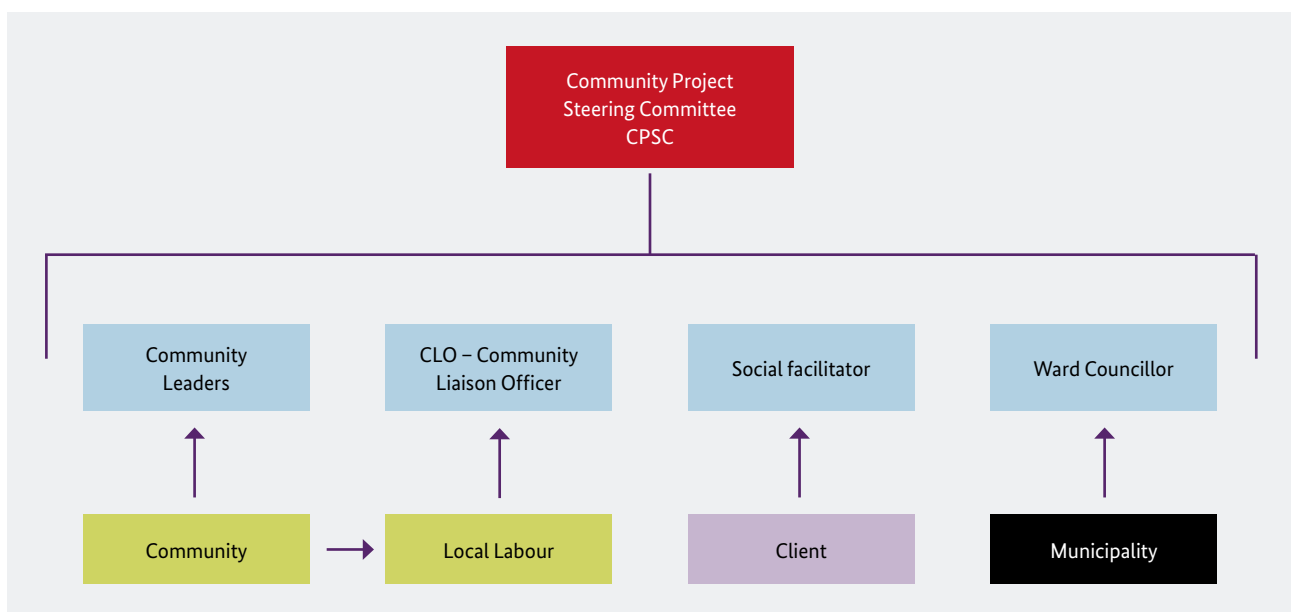 Community Project
Steering Committee
CPSC
Community
Leaders
CLO – Community
Liaison Officer
Social facilitator
Ward Councillor
Community
Local Labour
Client
Municipality